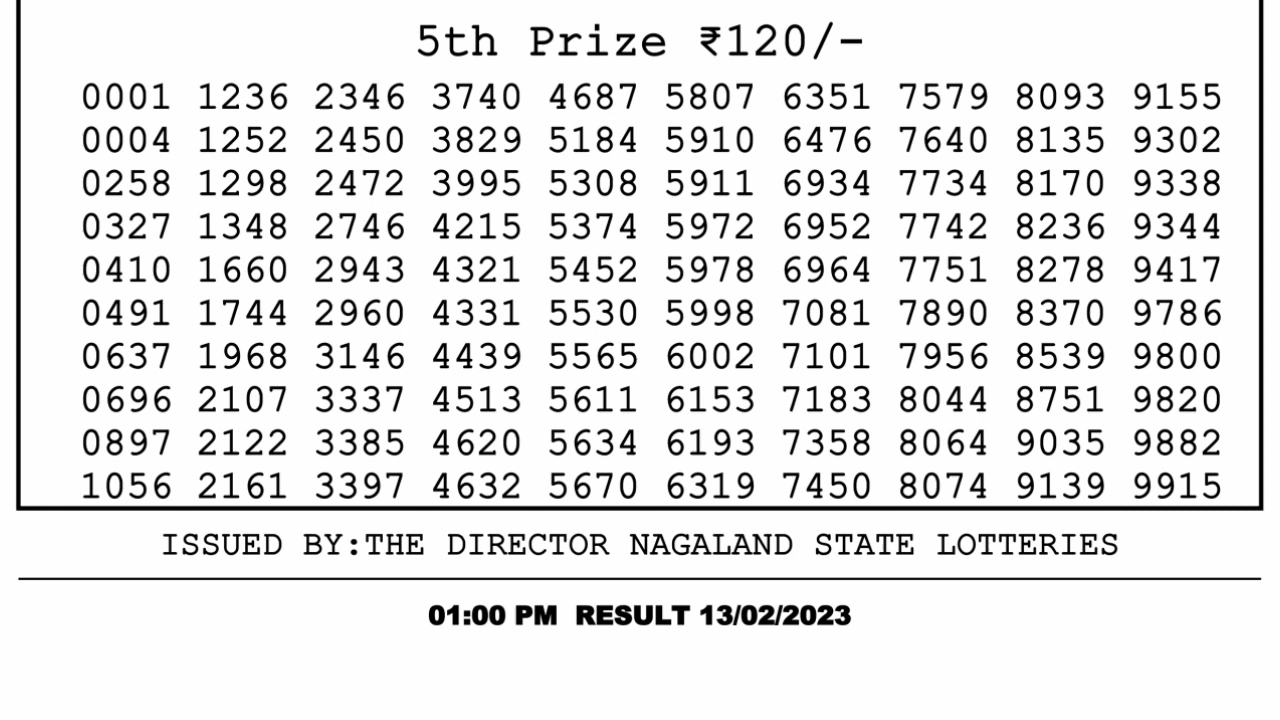 5th Prize ₹120/-
0001 1236 2346 3740 4687 5807 6351 7579 8093 9155
0004 1252 2450 3829 5184 5910 6476 7640 8135 9302
0258 1298 2472 3995 5308 5911 6934 7734 8170 9338
0327 1348 2746 4215 5374 5972 6952 7742 8236 9344
0410 1660 2943 4321 5452 5978 6964 7751 8278 9417
0491 1744 2960 4331 5530 5998 7081 7890 8370 9786
0637 1968 3146 4439 5565 6002 7101 7956 8539 9800
0696 2107 3337 4513 5611 6153 7183 8044 8751 9820
0897 2122 3385 4620 5634 6193 7358 8064 9035 9882
1056 2161 3397 4632 5670 6319 7450 8074 9139 9915
ISSUED BY:THE DIRECTOR NAGALAND STATE LOTTERIES
01:00 PM RESULT 13/02/2023